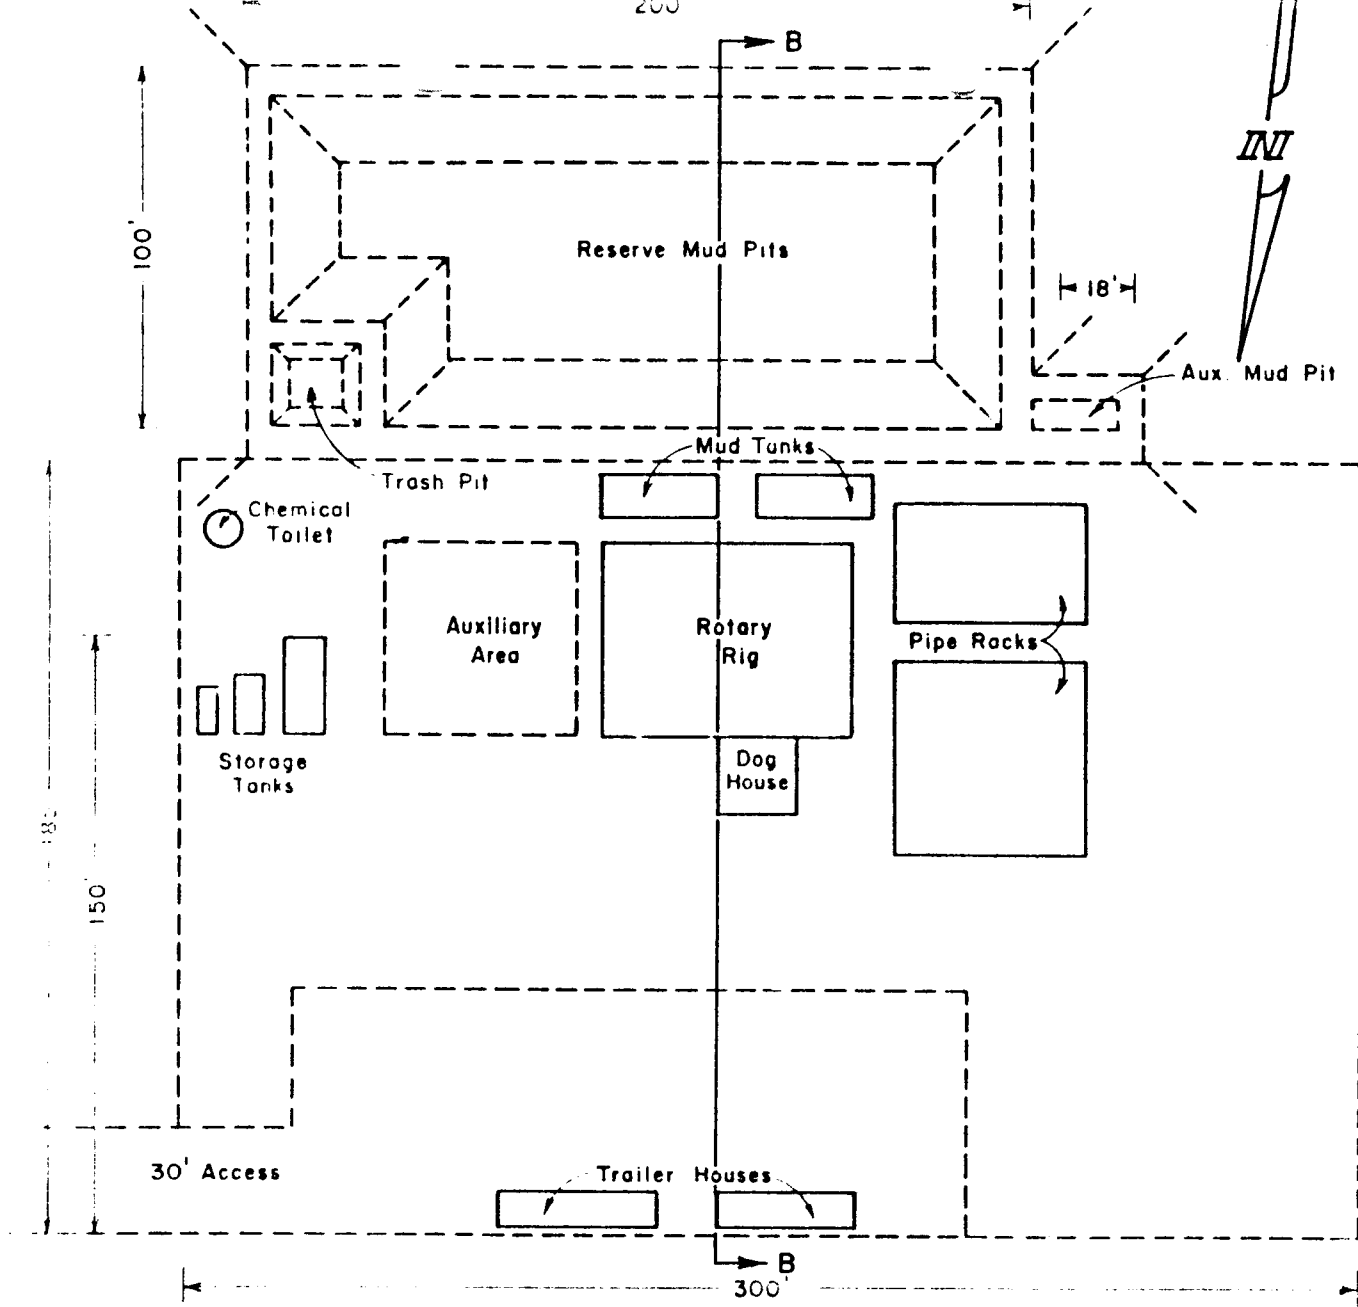 200'
B
100'
N
Reserve Mud Pits
18'
Aux. Mud Pit
Mud Tanks
Trash Pit
Chemical
Toilet
Auxiliary
Area
Rotary
Rig
Pipe Racks
Storage
Tanks
Dog
House
150'
30' Access
Trailer Houses
B
300'